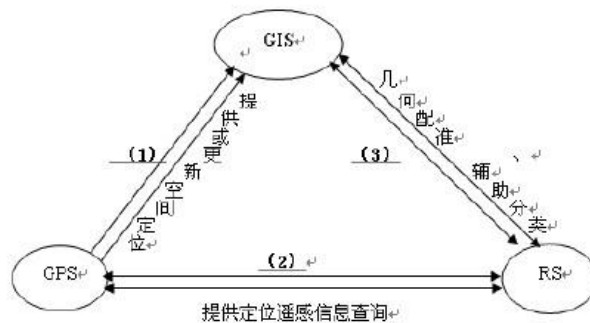 GIS
几何配准、
辅助分类
(1)
提供或更新空间定位
(3)
GPS
(2)
RS
提供定位遥感信息查询